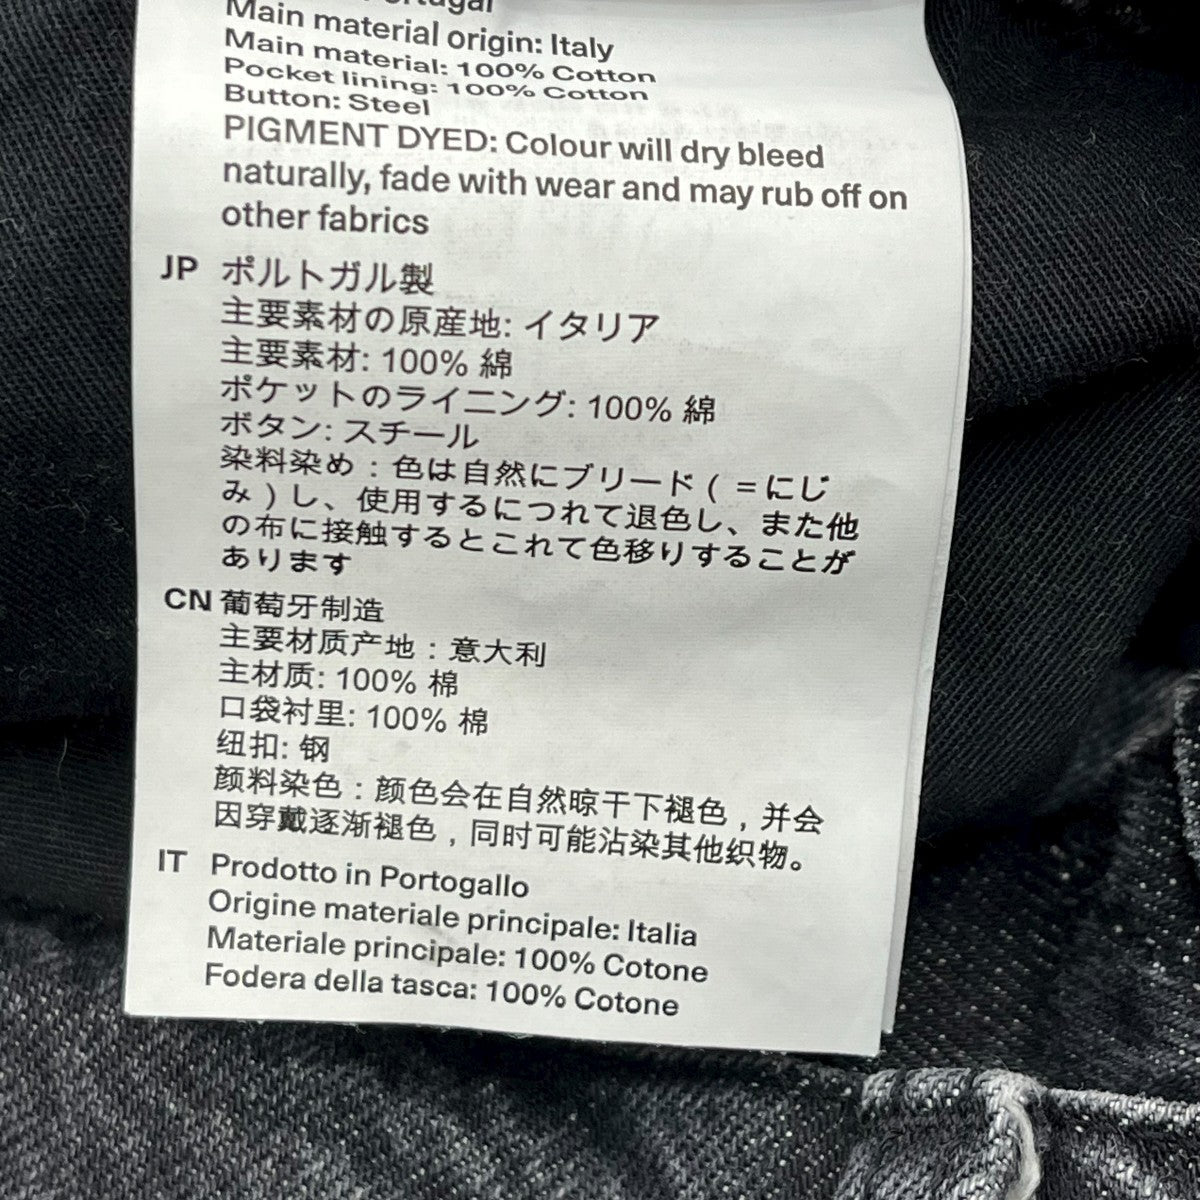 Portugal
Main material origin: Italy
Main material: 100% Cotton
Pocket lining: 100% Cotton
Button: Steel
PIGMENT DYED: Colour will dry bleed
naturally, fade with wear and may rub off on
other fabrics
JP ポルトガル製
主要素材の原産地: イタリア
主要素材: 100% 綿
ポケットのライニング: 100% 綿
ボタン: スチール
染料染め：色は自然にブリード ( =にじ
み ) し、使用するにつれて退色し、また他
の布に接触するとこれて色移りすることが
あります
CN 葡萄牙制造
主要材质产地：意大利
主材质: 100% 棉
口袋衬里: 100% 棉
纽扣: 钢
颜料染色：颜色会在自然晾干下褪色，并会
因穿戴逐渐褪色，同时可能沾染其他织物。
IT Prodotto in Portogallo
Origine materiale principale: Italia
Materiale principale: 100% Cotone
Fodera della tasca: 100% Cotone